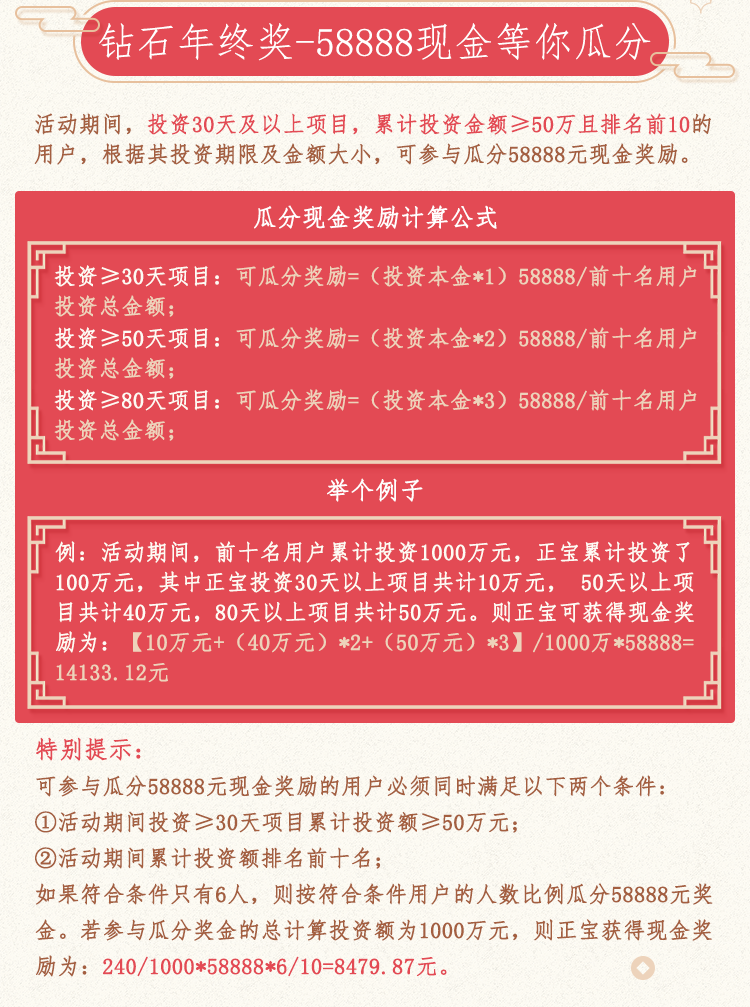 钻石年终奖-58888现金等你瓜分
活动期间，投资30天及以上项目，累计投资金额≥50万且排名前10的
用户，根据其投资期限及金额大小，可参与瓜分58888元现金奖励。
瓜分现金奖励计算公式
投资≥30天项目：可瓜分奖励=（投资本金*1）58888/前十名用户
投资总金额；
投资≥50天项目：可瓜分奖励=（投资本金*2）58888/前十名用户
投资总金额；
投资≥80天项目：可瓜分奖励=（投资本金*3）58888/前十名用户
投资总金额；
举个例子
例：活动期间，前十名用户累计投资1000万元，正宝累计投资了
100万元，其中正宝投资30天以上项目共计10万元， 50天以上项
目共计40万元，80天以上项目共计50万元。则正宝可获得现金奖
励为：【10万元+（40万元）*2+（50万元）*3】/1000万*58888=
14133.12元
特别提示：
可参与瓜分58888元现金奖励的用户必须同时满足以下两个条件：
①活动期间投资≥30天项目累计投资额≥50万元；
②活动期间累计投资额排名前十名；
如果符合条件只有6人，则按符合条件用户的人数比例瓜分58888元奖
金。若参与瓜分奖金的总计算投资额为1000万元，则正宝获得现金奖
励为：240/1000*58888*6/10=8479.87元。